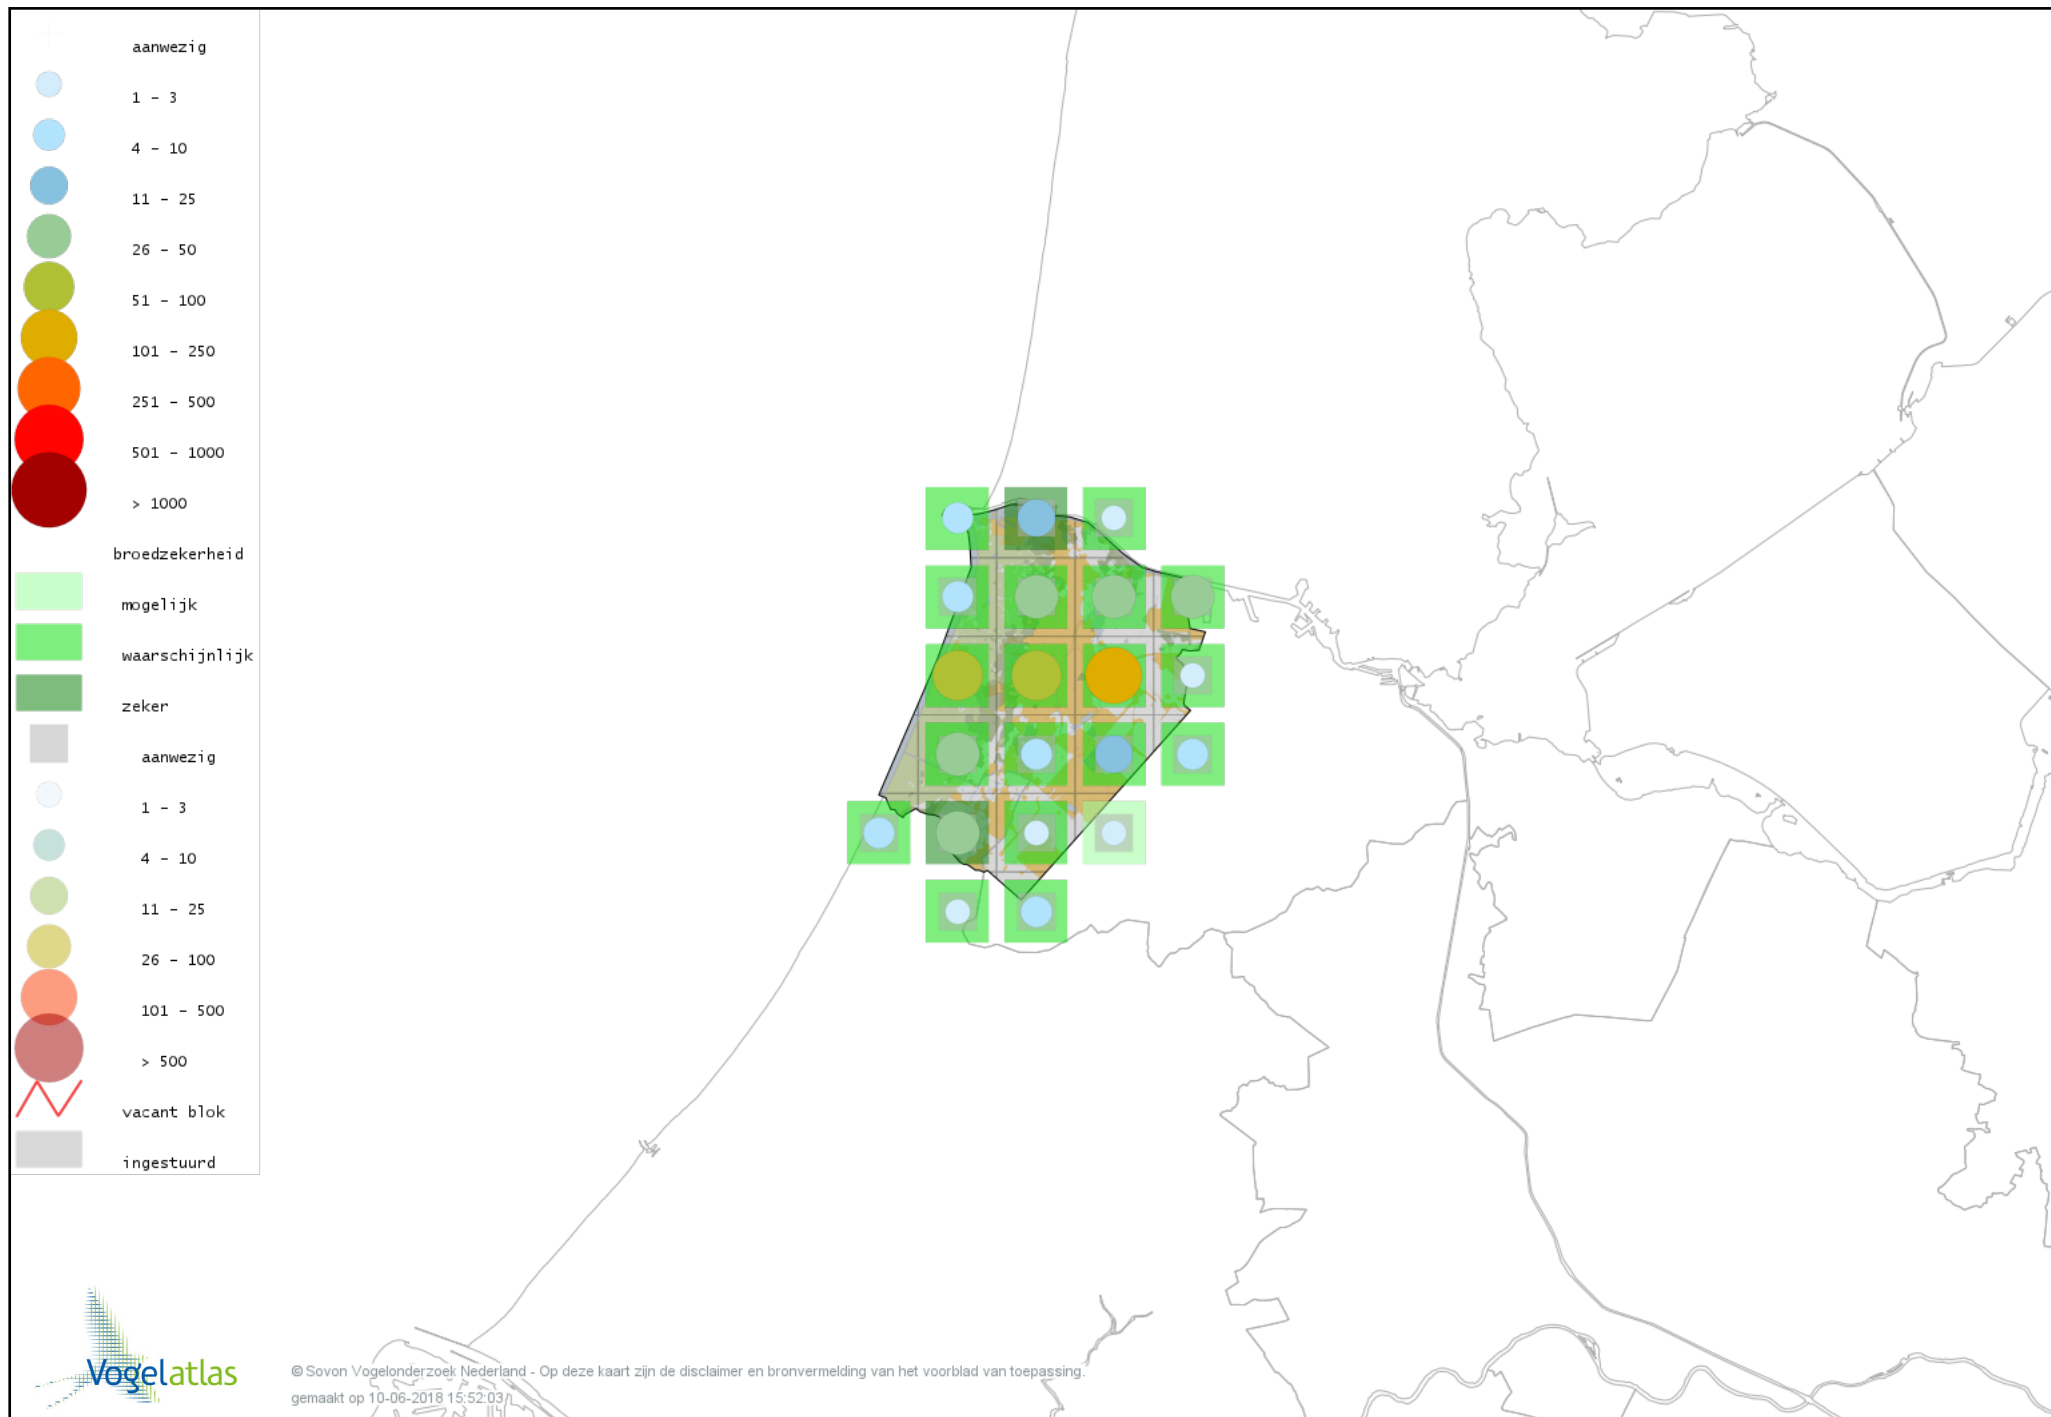 aanwezig
1 - 3
4 - 10
11 - 25
26 - 50
51 - 100
101 - 250
251 - 500
501 - 1000
> 1000
broedzekerheid
mogelijk
waarschijnlijk
zeker
aanwezig
1 - 3
4 - 10
11 - 25
26 - 100
101 - 500
> 500
vacant blok
ingestuurd
Vogelatlas
© Sovon Vogelonderzoek Nederland - Op deze kaart zijn de disclaimer en bronvermelding van het voorblad van toepassing.
gemaakt op 10-06-2018 15:52:03